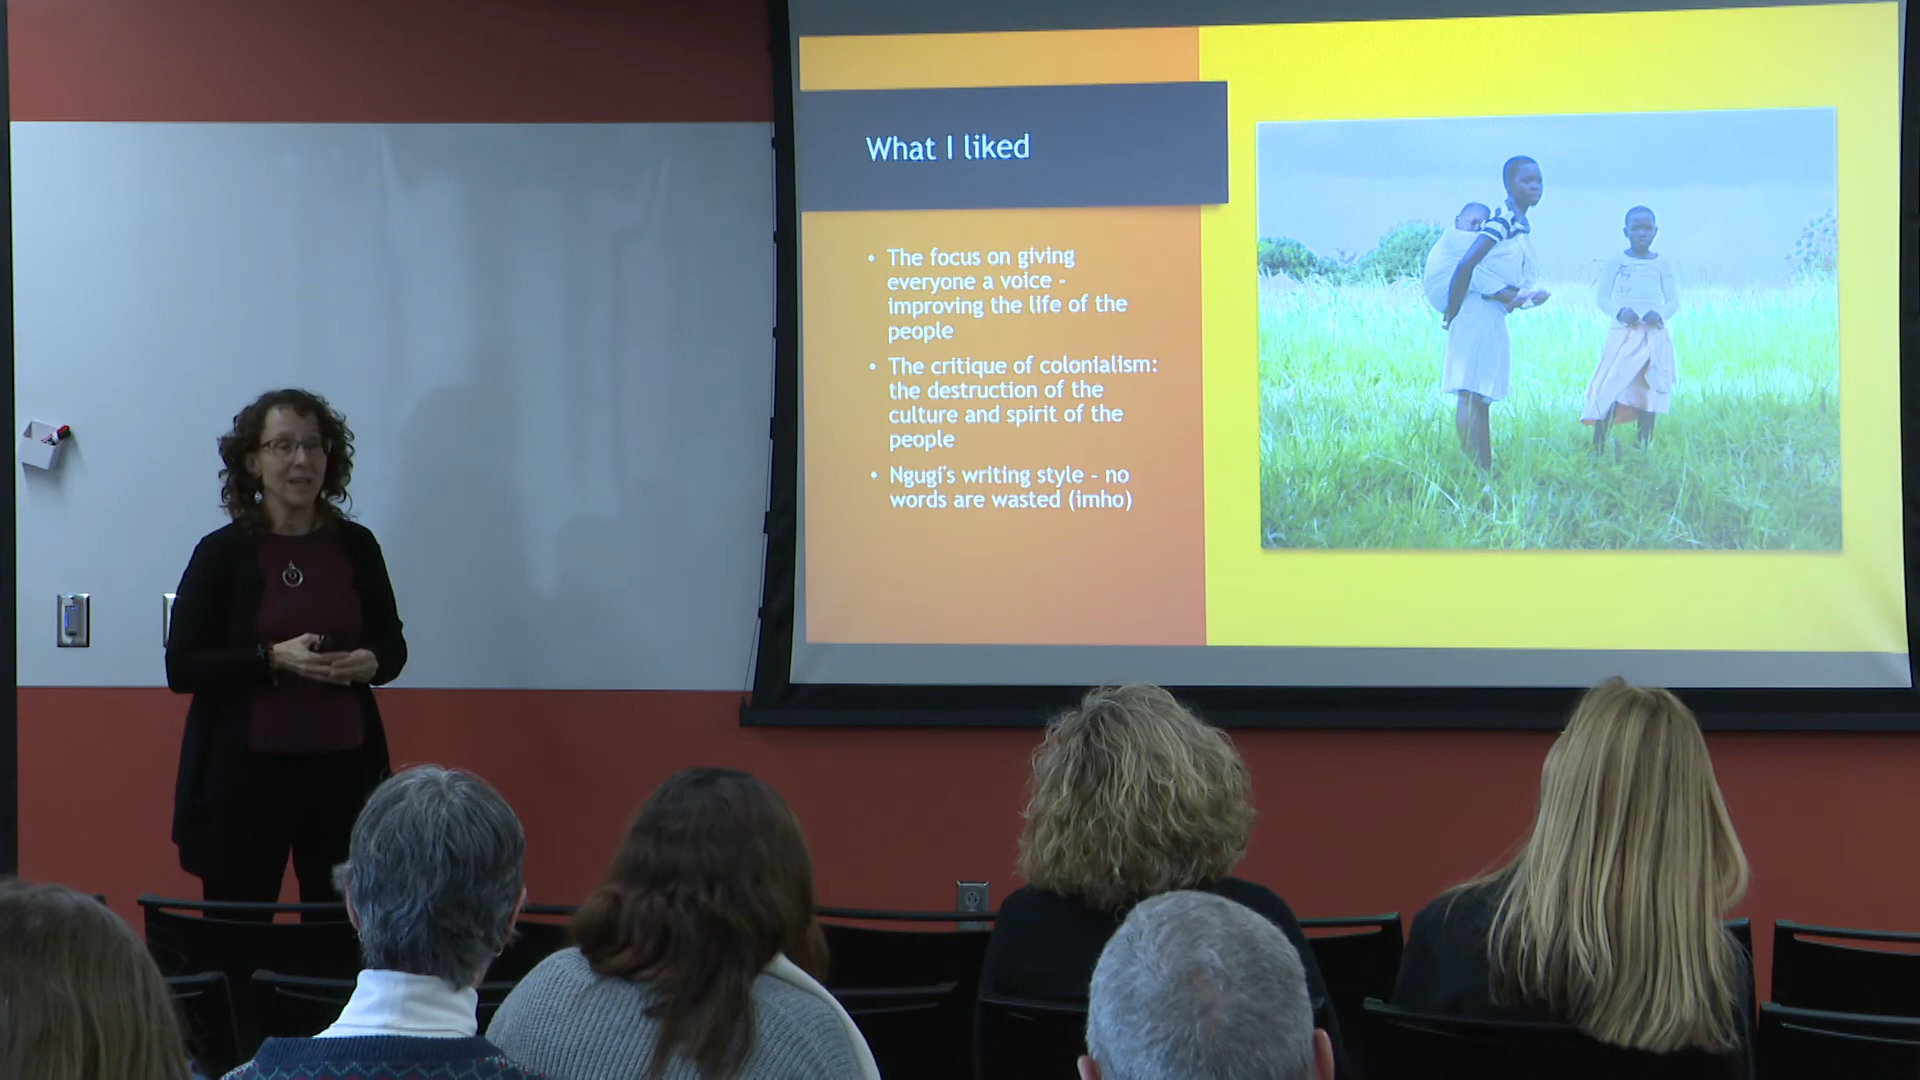 What I liked
• The focus on giving
everyone a voice -
improving the life of the
people
• The critique of colonialism:
the destruction of the
culture and spirit of the
people
• Ngugi's writing style - no
words are wasted (imho)